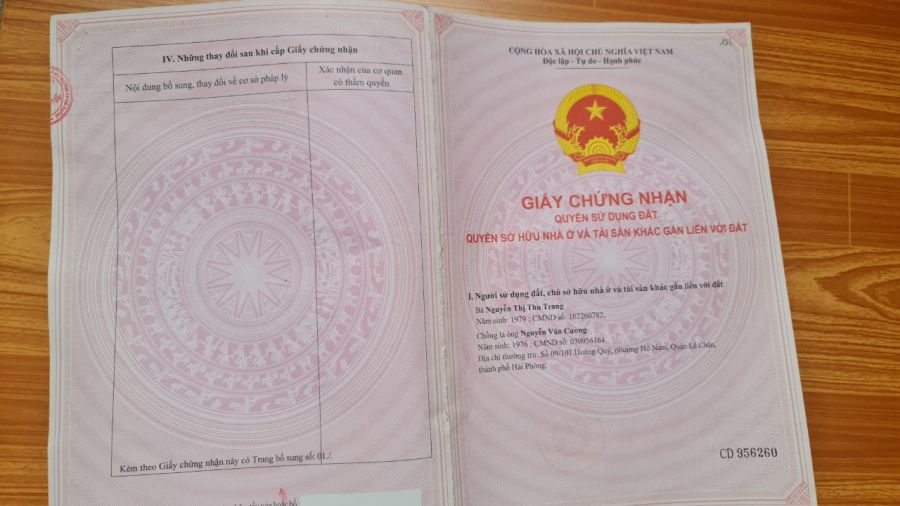 IV. Những thay đổi sau khi cấp Giấy chứng nhận
Nội dung bổ sung, thay đổi về cơ sở pháp lý
Xác nhận của cơ quan
có thẩm quyền
Kèm theo Giấy chứng nhận này có Trang bổ sung số: 01./.
CỘNG HÒA XÃ HỘI CHỦ NGHĨA VIỆT NAM
Độc lập - Tự do - Hạnh phúc
GIẤY CHỨNG NHẬN
QUYỀN SỬ DỤNG ĐẤT
QUYỀN SỞ HỮU NHÀ Ở VÀ TÀI SẢN KHÁC GẮN LIỀN VỚI ĐẤT
I. Người sử dụng đất, chủ sở hữu nhà ở và tài sản khác gắn liền với đất
Bà Nguyễn Thị Thu Trang
Năm sinh: 1979 ; CMND số: 162260782.
Chồng là ông Nguyễn Văn Cường
Năm sinh: 1976 ; CMND số: 030956164.
Địa chỉ thường trú: Số 09/101 Hoàng Quý, phường Hồ Nam, Quận Lê Chân,
thành phố Hải Phòng.
CD 956260